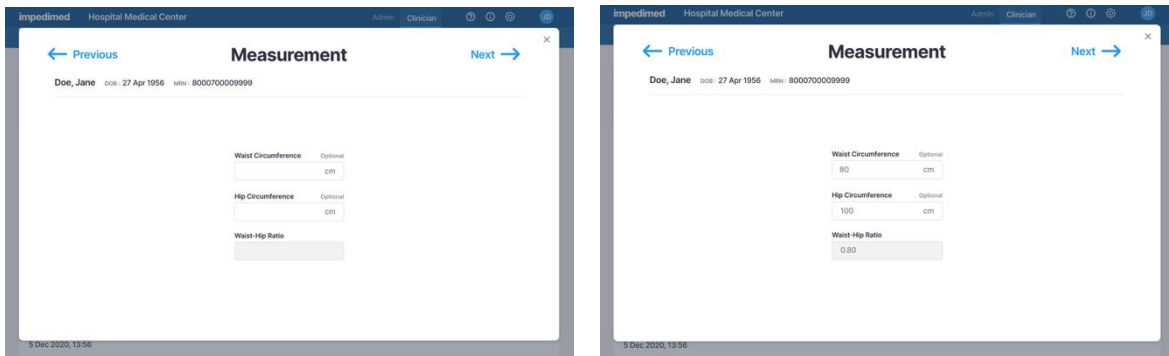 impedimed Hospital Medical Center Admin Clinician JD
← Previous Measurement Next →
Doe, Jane DOB: 27 Apr 1956 MRN: 8000700009999
Waist Circumference Optional
cm
Hip Circumference Optional
cm
Waist-Hip Ratio
5 Dec 2020, 13:56
impedimed Hospital Medical Center Admin Clinician JD
← Previous Measurement Next →
Doe, Jane DOB: 27 Apr 1956 MRN: 8000700009999
Waist Circumference Optional
80 cm
Hip Circumference Optional
100 cm
Waist-Hip Ratio
0.80
5 Dec 2020, 13:56